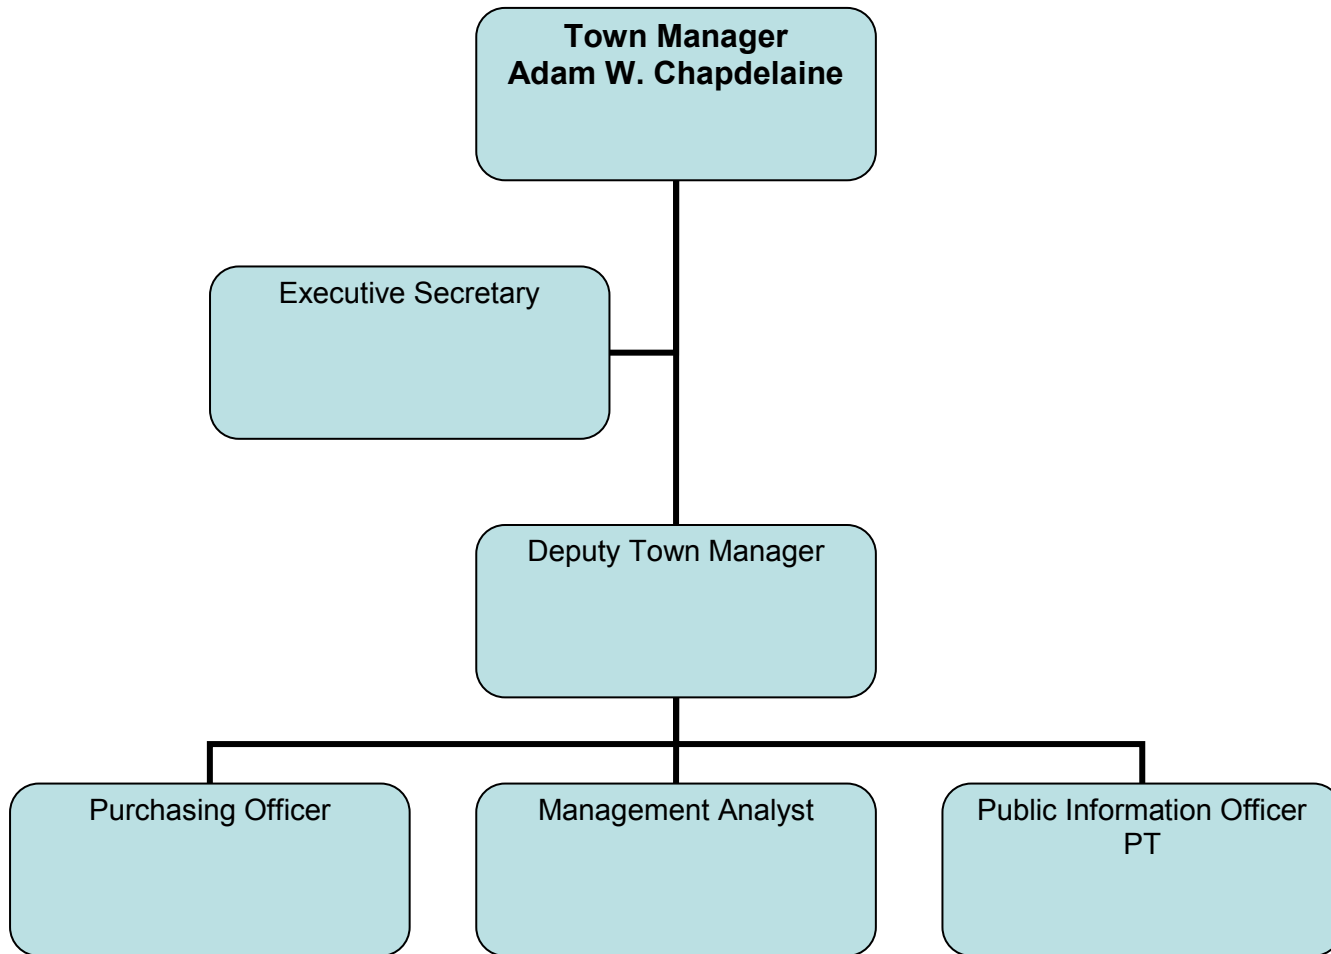 Town Manager
Adam W. Chapdelaine
Executive Secretary
Deputy Town Manager
Purchasing Officer
Management Analyst
Public Information Officer
PT